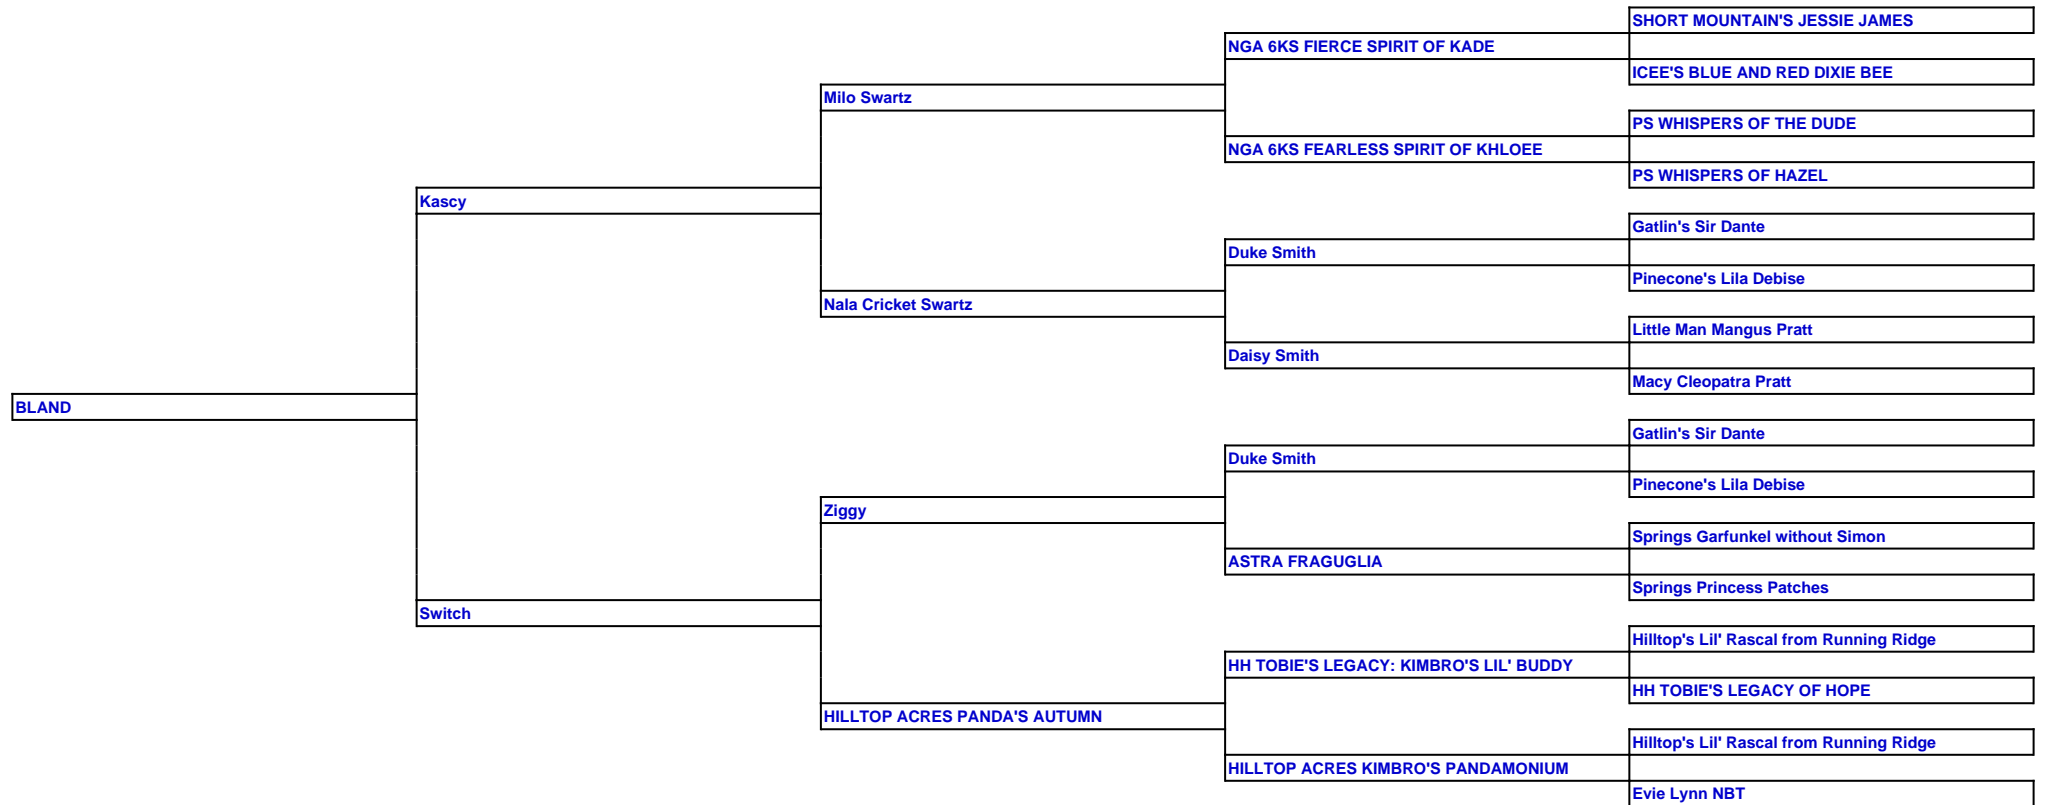 SHORT MOUNTAIN'S JESSIE JAMES
NGA 6KS FIERCE SPIRIT OF KADE
ICEE'S BLUE AND RED DIXIE BEE
Milo Swartz
PS WHISPERS OF THE DUDE
NGA 6KS FEARLESS SPIRIT OF KHLOEE
PS WHISPERS OF HAZEL
Kascy
Gatlin's Sir Dante
Duke Smith
Pinecone's Lila Debise
Nala Cricket Swartz
Little Man Mangus Pratt
Daisy Smith
Macy Cleopatra Pratt
BLAND
Gatlin's Sir Dante
Duke Smith
Pinecone's Lila Debise
Ziggy
Springs Garfunkel without Simon
ASTRA FRAGUGLIA
Springs Princess Patches
Switch
Hilltop's Lil' Rascal from Running Ridge
HH TOBIE'S LEGACY: KIMBRO'S LIL' BUDDY
HH TOBIE'S LEGACY OF HOPE
HILLTOP ACRES PANDA'S AUTUMN
Hilltop's Lil' Rascal from Running Ridge
HILLTOP ACRES KIMBRO'S PANDAMONIUM
Evie Lynn NBT